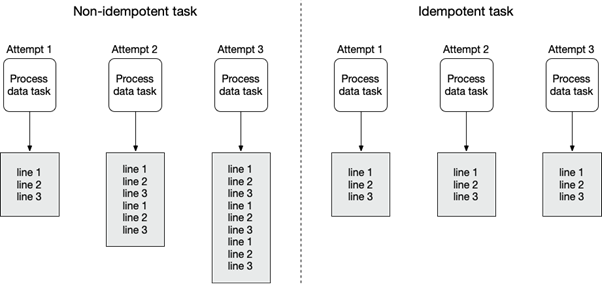 Non-idempotent task
Attempt 1
Process
data task
line 1
line 2
line 3
Attempt 2
Process
data task
line 1
line 2
line 3
line 1
line 2
line 3
Attempt 3
Process
data task
line 1
line 2
line 3
line 1
line 2
line 3
line 1
line 2
line 3
Idempotent task
Attempt 1
Process
data task
line 1
line 2
line 3
Attempt 2
Process
data task
line 1
line 2
line 3
Attempt 3
Process
data task
line 1
line 2
line 3